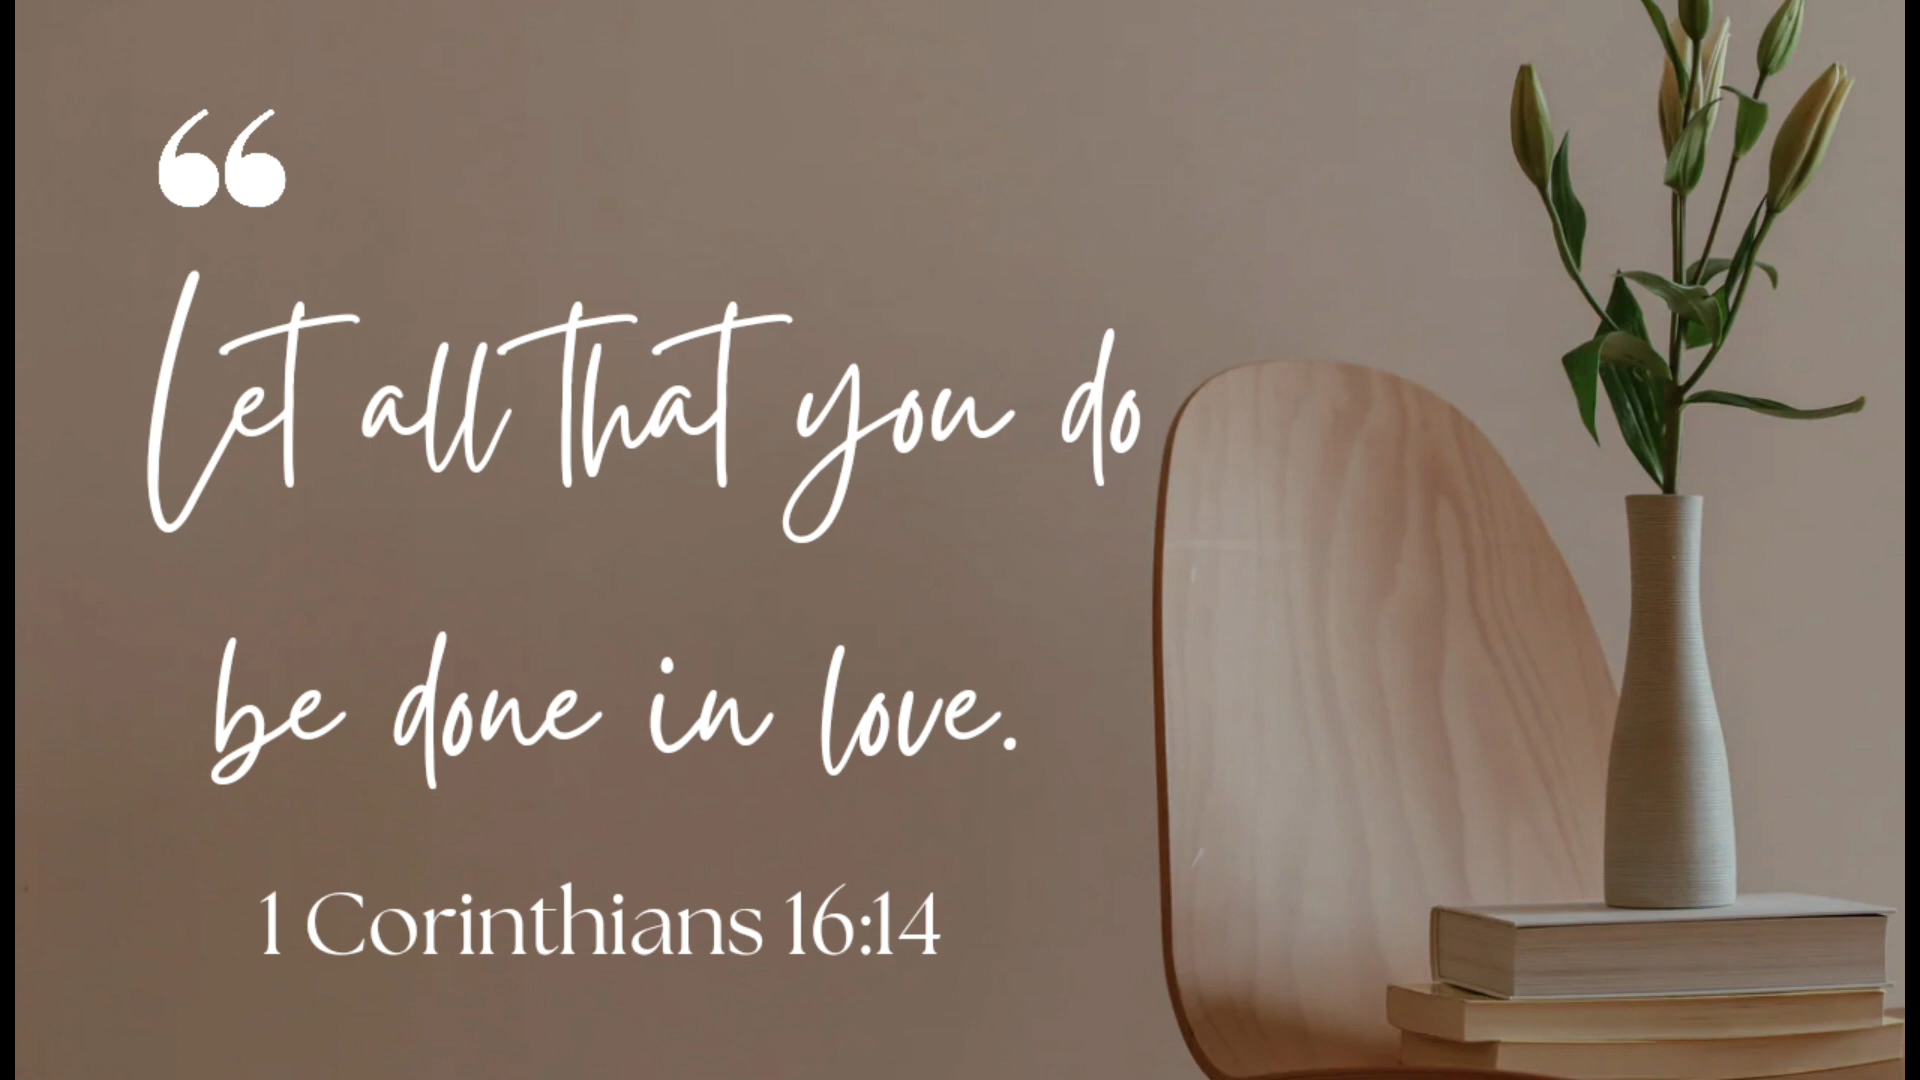 “
Let all that you do
be done in love.
1 Corinthians 16:14